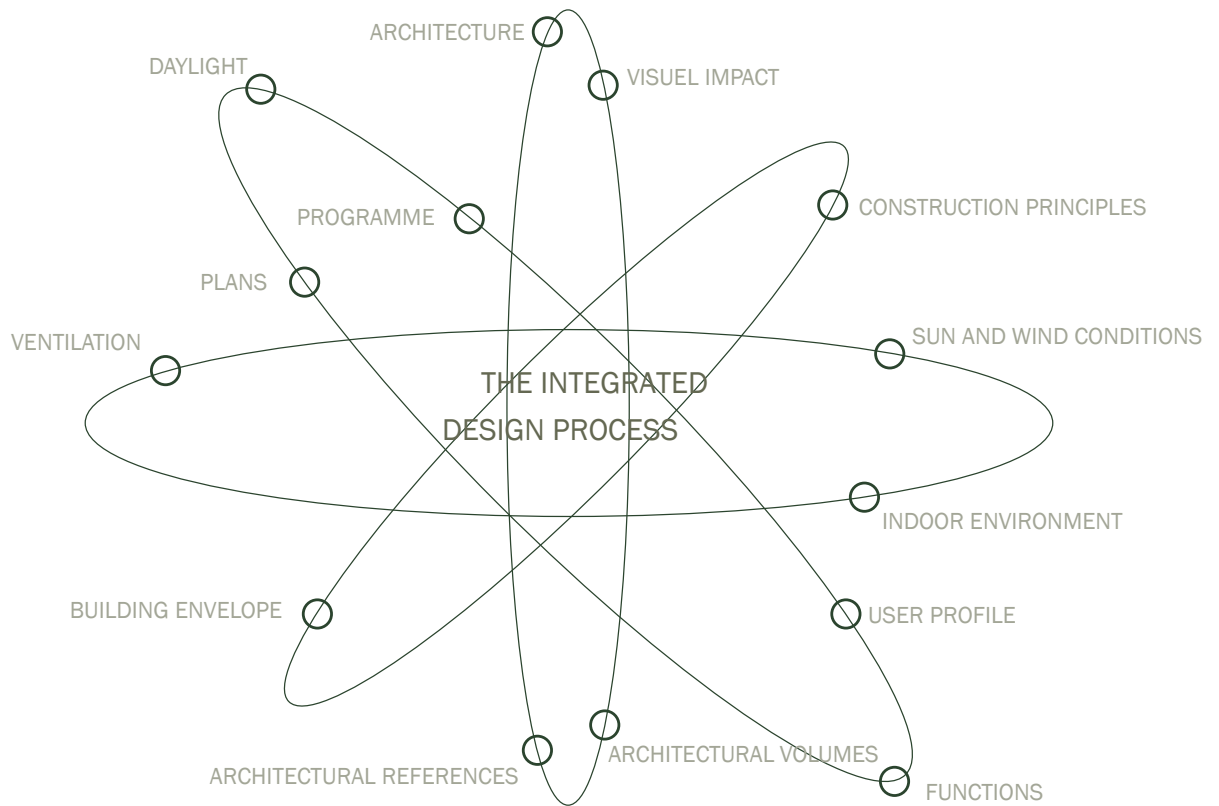 ARCHITECTURE
DAYLIGHT
VISUEL IMPACT
CONSTRUCTION PRINCIPLES
PROGRAMME
PLANS
VENTILATION
SUN AND WIND CONDITIONS
THE INTEGRATED
DESIGN PROCESS
INDOOR ENVIRONMENT
BUILDING ENVELOPE
USER PROFILE
ARCHITECTURAL VOLUMES
ARCHITECTURAL REFERENCES
FUNCTIONS